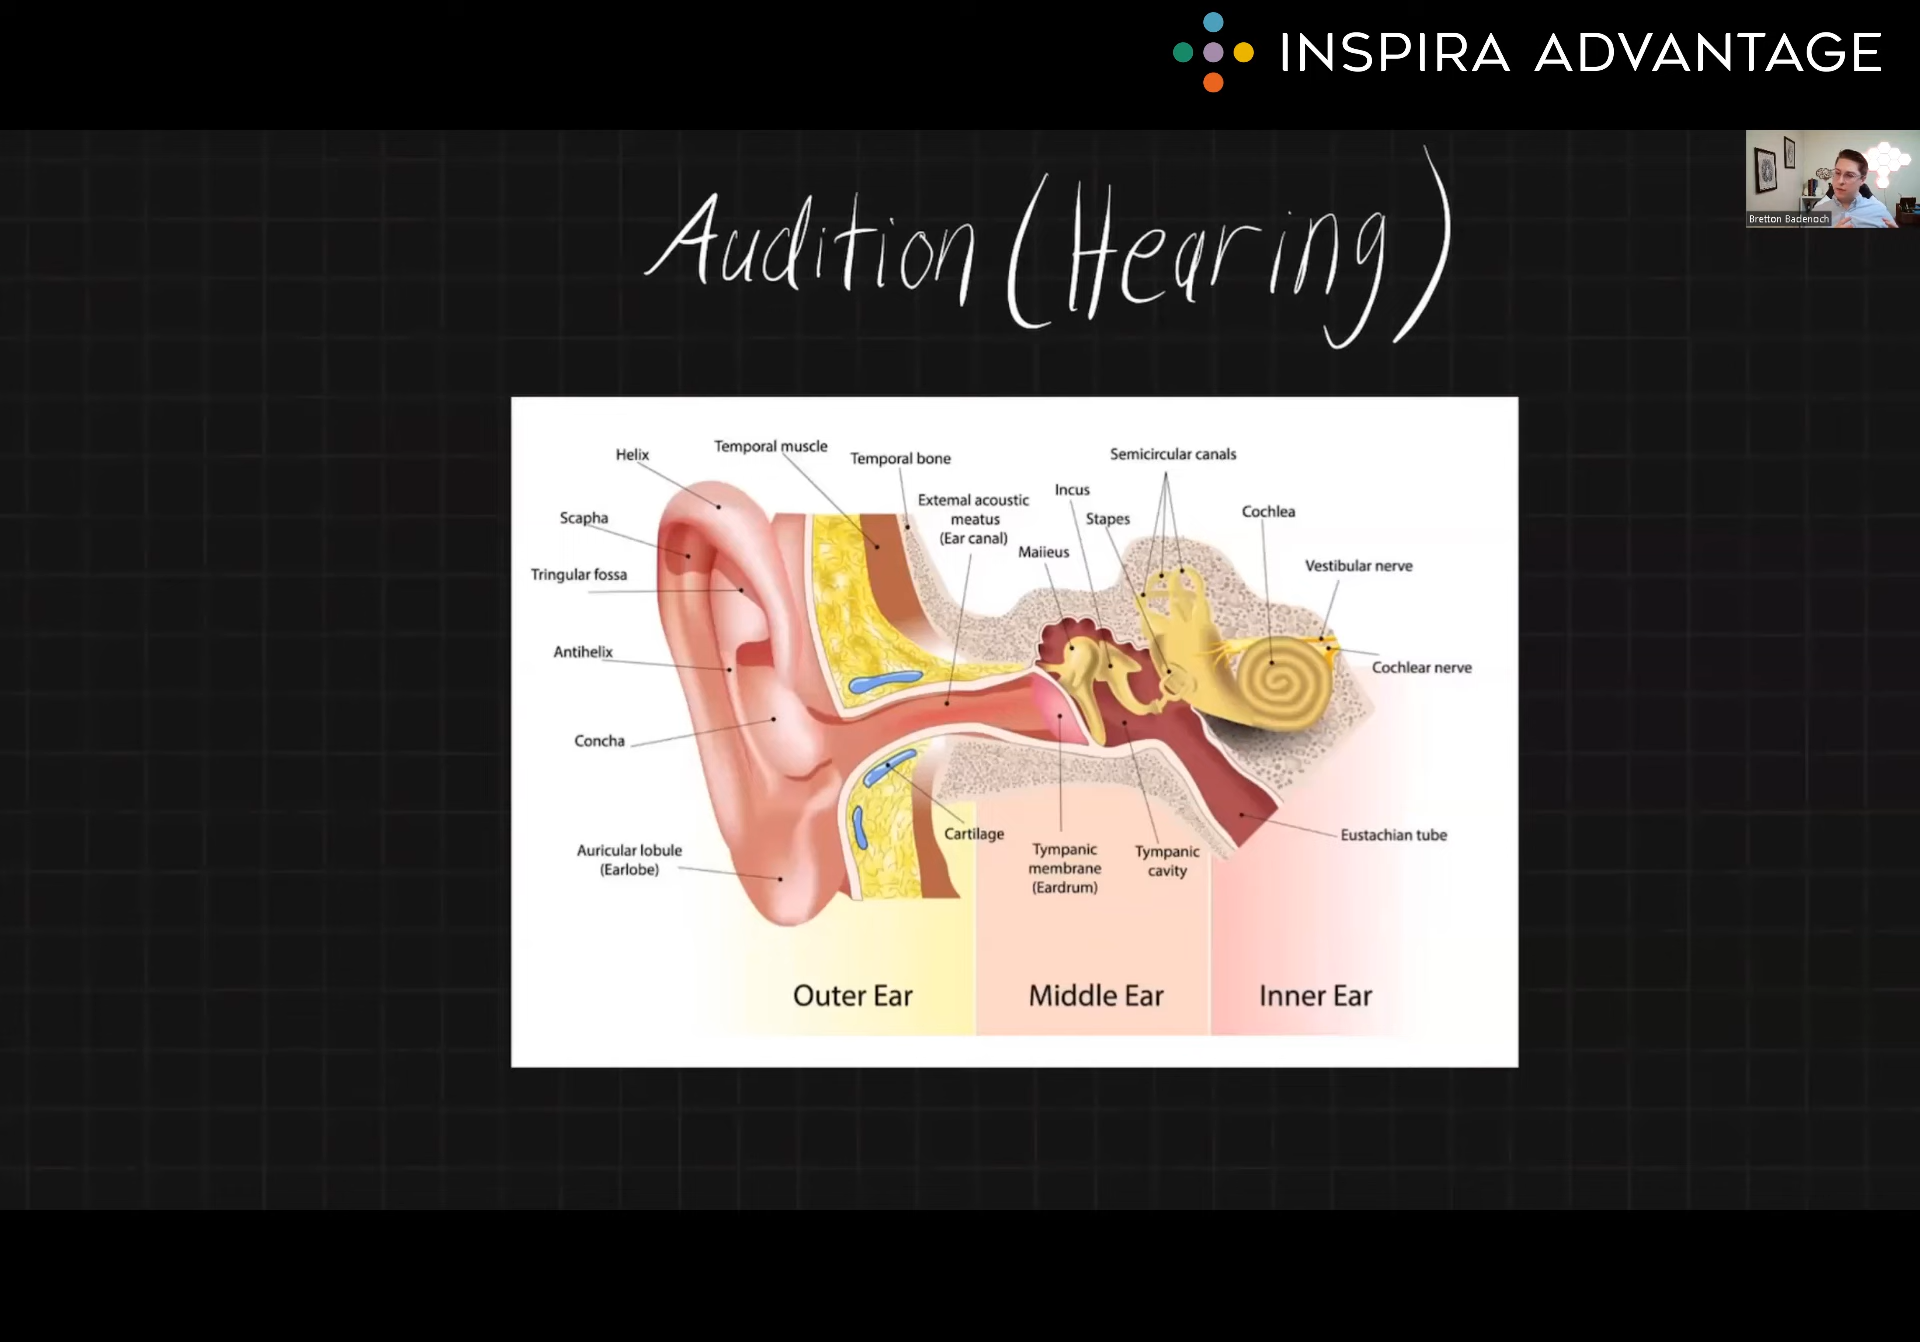 INSPIRA ADVANTAGE
Bretton Badenoch
Audition (Hearing)
Helix
Temporal muscle
Temporal bone
Semicircular canals
Scapha
External acoustic
meatus
(Ear canal)
Incus
Stapes
Cochlea
Maiieus
Tringular fossa
Vestibular nerve
Antihelix
Cochlear nerve
Concha
Cartilage
Eustachian tube
Auricular lobule
(Earlobe)
Tympanic
membrane
(Eardrum)
Tympanic
cavity
Outer Ear
Middle Ear
Inner Ear